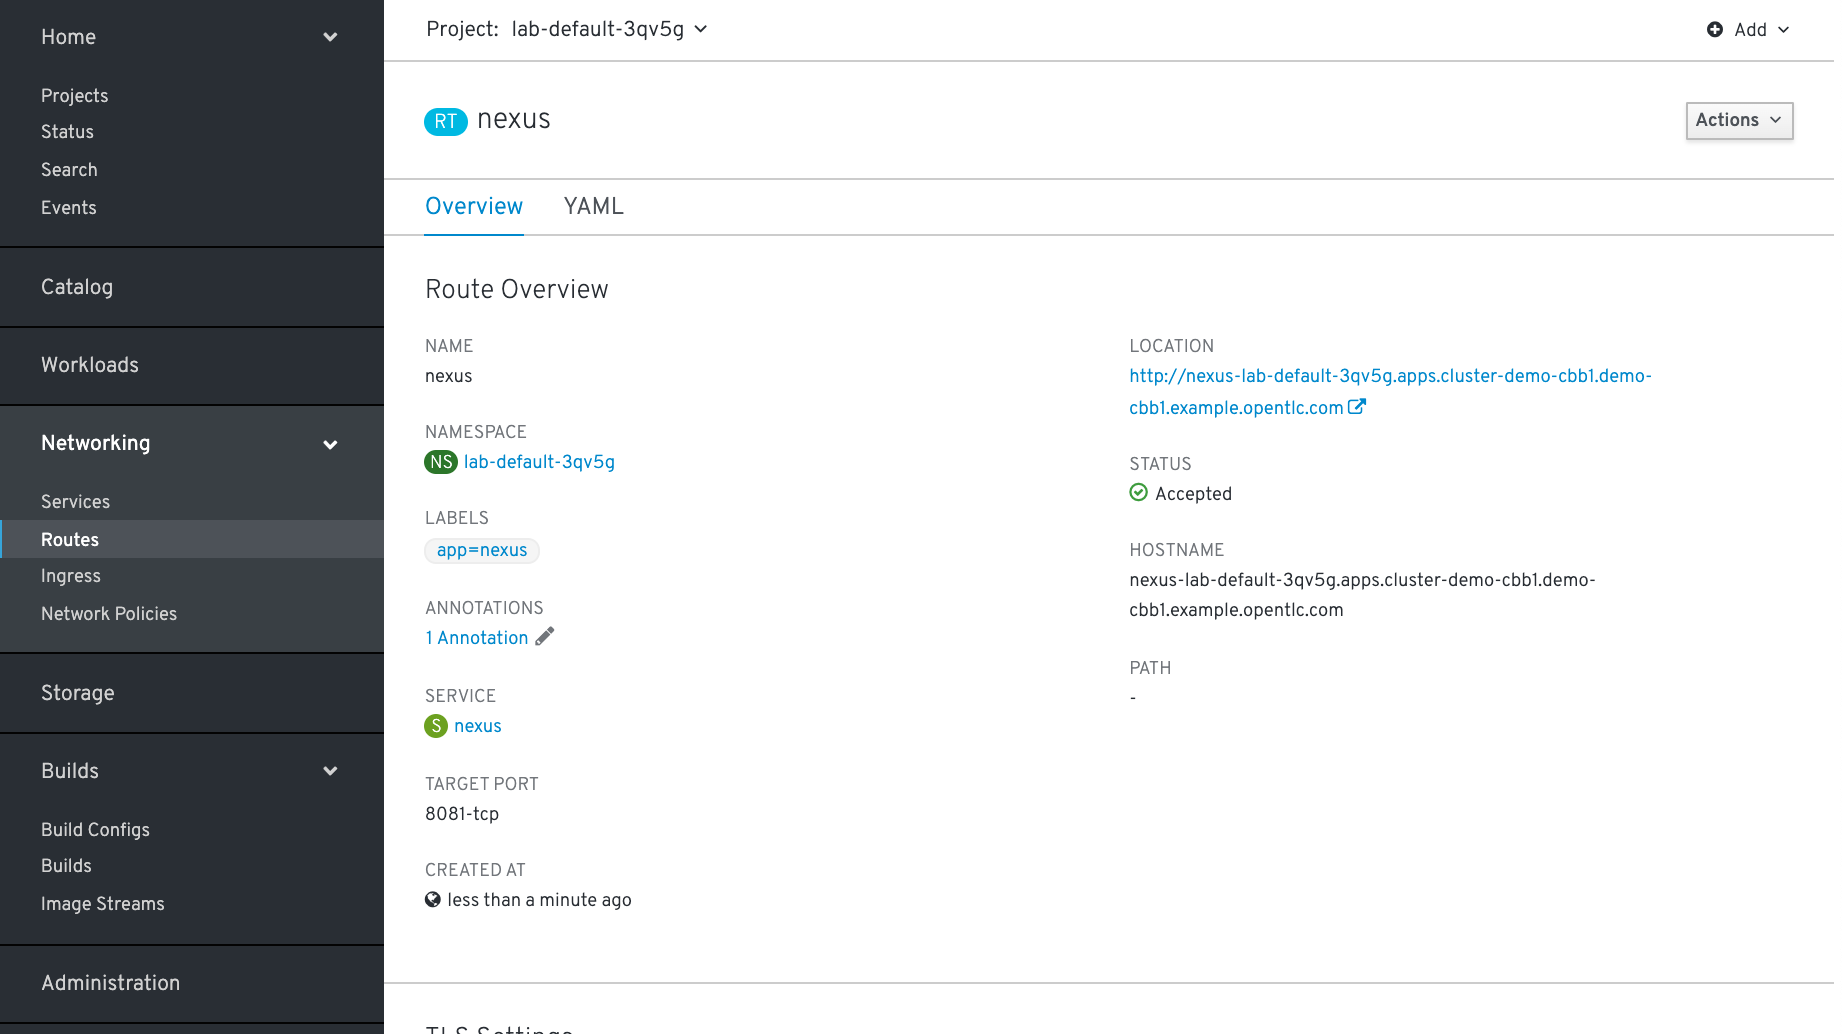 Home
Projects
Status
Search
Events
Catalog
Workloads
Networking
Services
Routes
Ingress
Network Policies
Storage
Builds
Build Configs
Builds
Image Streams
Administration
Project: lab-default-3qv5g
Add
RT nexus
Actions
Overview YAML
Route Overview
NAME
nexus
NAMESPACE
NS lab-default-3qv5g
LABELS
app=nexus
ANNOTATIONS
1 Annotation
SERVICE
S nexus
TARGET PORT
8081-tcp
CREATED AT
less than a minute ago
LOCATION
http://nexus-lab-default-3qv5g.apps.cluster-demo-cbb1.demo-
cbb1.example.opentlc.com
STATUS
Accepted
HOSTNAME
nexus-lab-default-3qv5g.apps.cluster-demo-cbb1.demo-
cbb1.example.opentlc.com
PATH
-
TLS Settings